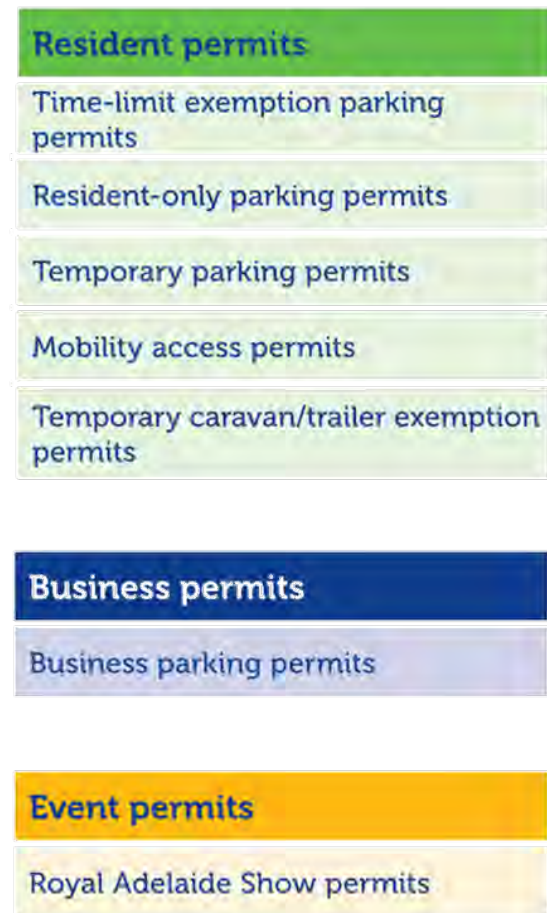 Resident permits
Time-limit exemption parking
permits
Resident-only parking permits
Temporary parking permits
Mobility access permits
Temporary caravan/trailer exemption
permits
Business permits
Business parking permits
Event permits
Royal Adelaide Show permits